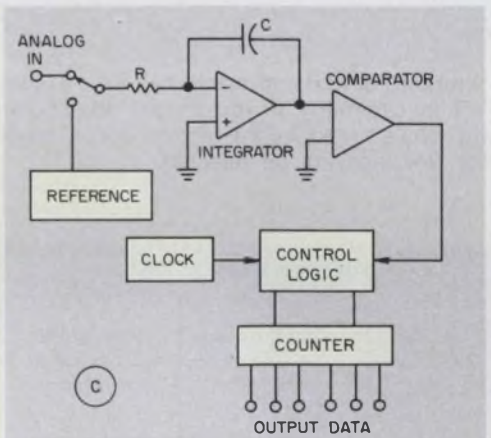 ANALOG
IN
R
C
−
+
INTEGRATOR
COMPARATOR
REFERENCE
CLOCK
CONTROL
LOGIC
COUNTER
C
OUTPUT DATA